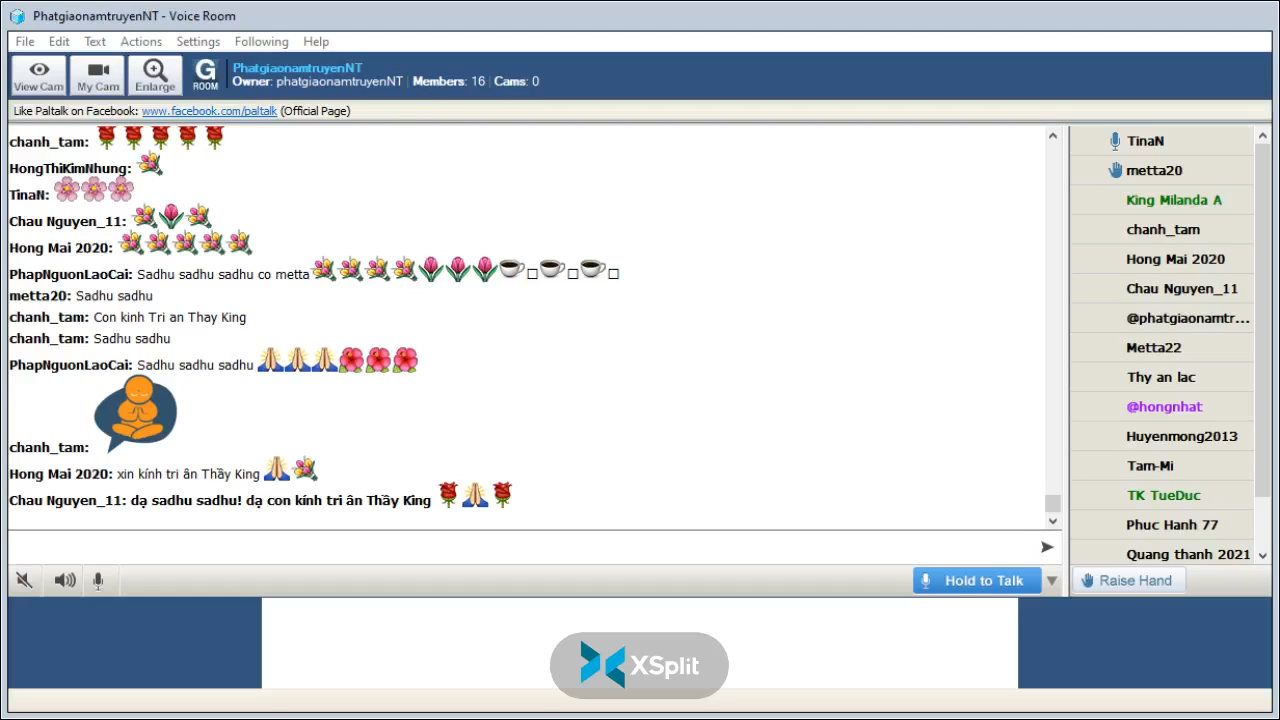 PhatgiaonamtruyenNT - Voice Room
File Edit Text Actions Settings Following Help
View Cam My Cam Enlarge G ROOM
PhatgiaonamtruyenNT
Owner: phatgiaonamtruyenNT | Members: 16 | Cams: 0
Like Paltalk on Facebook: www.facebook.com/paltalk (Official Page)
chanh_tam:
HongThiKimNhung:
TinaN:
Chau Nguyen_11:
Hong Mai 2020:
PhapNguonLaoCai: Sadhu sadhu sadhu co metta
metta20: Sadhu sadhu
chanh_tam: Con kinh Tri an Thay King
chanh_tam: Sadhu sadhu
PhapNguonLaoCai: Sadhu sadhu sadhu
chanh_tam:
Hong Mai 2020: xin kính tri ân Thầy King
Chau Nguyen_11: dạ sadhu sadhu! dạ con kính tri ân Thầy King
Hold to Talk
TinaN
metta20
King Milanda A
chanh_tam
Hong Mai 2020
Chau Nguyen_11
@phatgiaonamtr...
Metta22
Thy an lac
@hongnhat
Huyenmong2013
Tam-Mi
TK TueDuc
Phuc Hanh 77
Quang thanh 2021
Raise Hand
XSplit